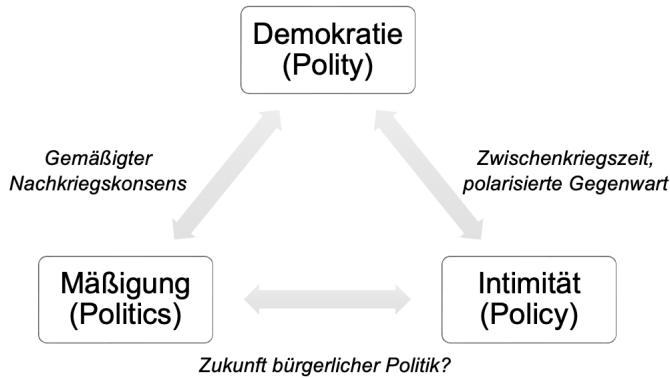 Demokratie
(Polity)
Gemäßigter
Nachkriegskonsens
Zwischenkriegszeit,
polarisierte Gegenwart
Mäßigung
(Politics)
Intimität
(Policy)
Zukunft bürgerlicher Politik?